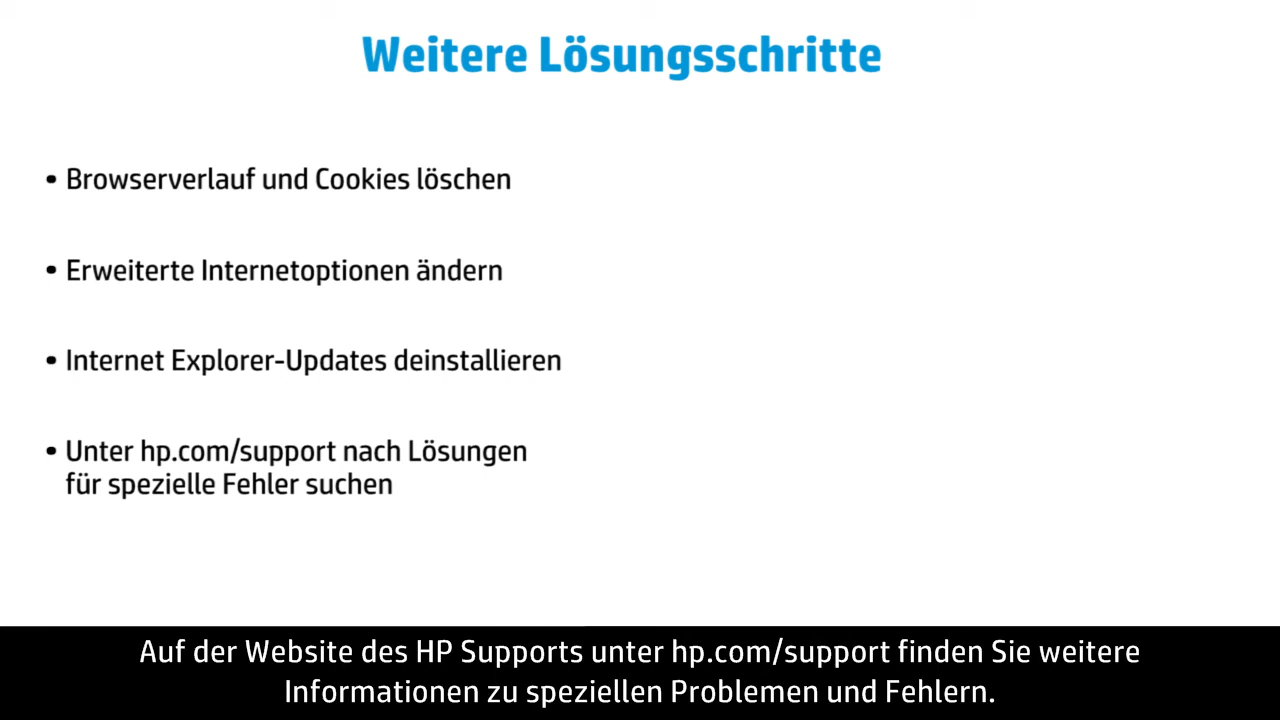 Weitere Lösungsschritte
• Browserverlauf und Cookies löschen
• Erweiterte Internetoptionen ändern
• Internet Explorer-Updates deinstallieren
• Unter hp.com/support nach Lösungen
für spezielle Fehler suchen
Auf der Website des HP Supports unter hp.com/support finden Sie weitere
Informationen zu speziellen Problemen und Fehlern.